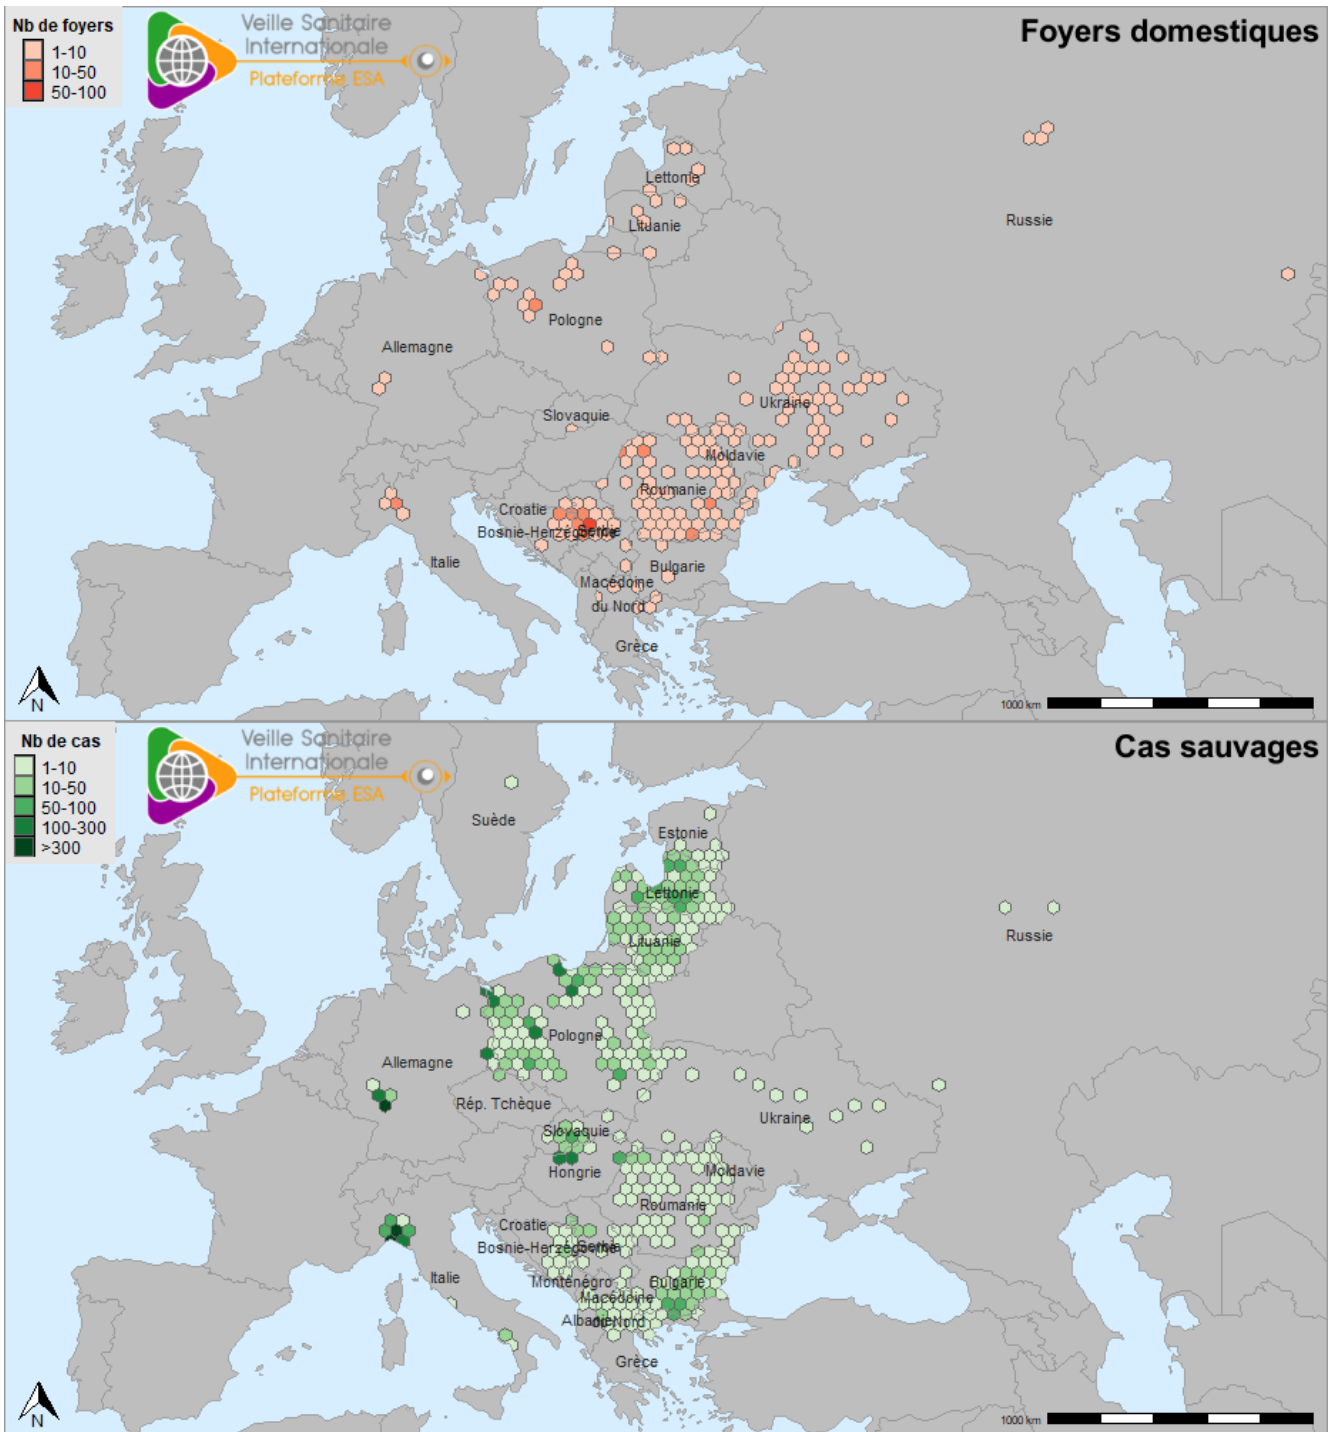 Nb de foyers
1-10
10-50
50-100
Veille Sanitaire
Internationale
Plateforme ESA
Foyers domestiques
Lettonie
Russie
Lituanie
Pologne
Allemagne
Ukraine
Slovaquie
Moldavie
Roumanie
Croatie
Bosnie-Herzégovine
Serbie
Italie
Bulgarie
Macédoine
du Nord
Grèce
N
1000 km
Nb de cas
1-10
10-50
50-100
100-300
>300
Veille Sanitaire
Internationale
Plateforme ESA
Cas sauvages
Suède
Estonie
Lettonie
Russie
Lituanie
Pologne
Allemagne
Rép. Tchèque
Ukraine
Slovaquie
Hongrie
Moldavie
Roumanie
Croatie
Bosnie-Herzégovine
Serbie
Italie
Monténégro
Bulgarie
Macédoine
du Nord
Albanie
Grèce
N
1000 km